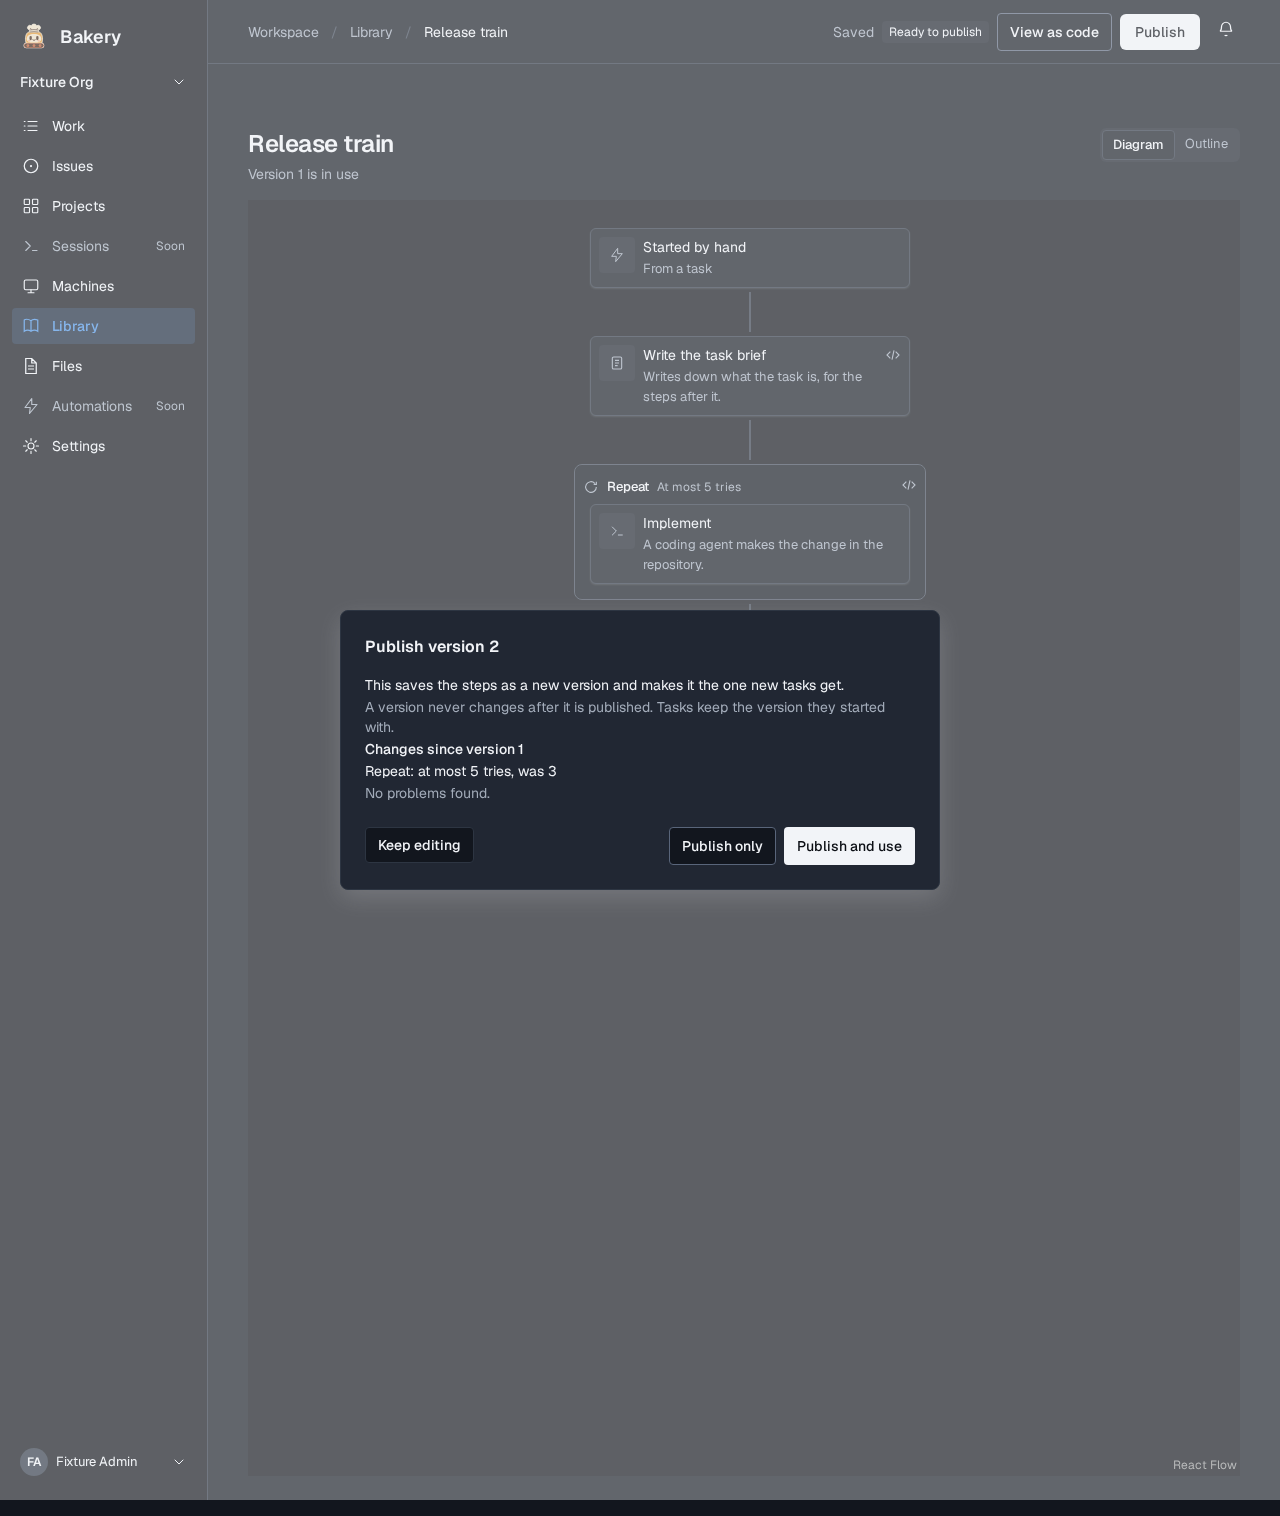 Bakery
Workspace / Library / Release train
Saved
Ready to publish
View as code
Publish
Fixture Org
Work
Issues
Projects
Sessions Soon
Machines
Library
Files
Automations Soon
Settings
Release train
Version 1 is in use
Diagram
Outline
Started by hand
From a task
Write the task brief
Writes down what the task is, for the
steps after it.
Repeat At most 5 tries
Implement
A coding agent makes the change in the
repository.
Publish version 2
This saves the steps as a new version and makes it the one new tasks get.
A version never changes after it is published. Tasks keep the version they started
with.
Changes since version 1
Repeat: at most 5 tries, was 3
No problems found.
Keep editing
Publish only
Publish and use
FA
Fixture Admin
React Flow